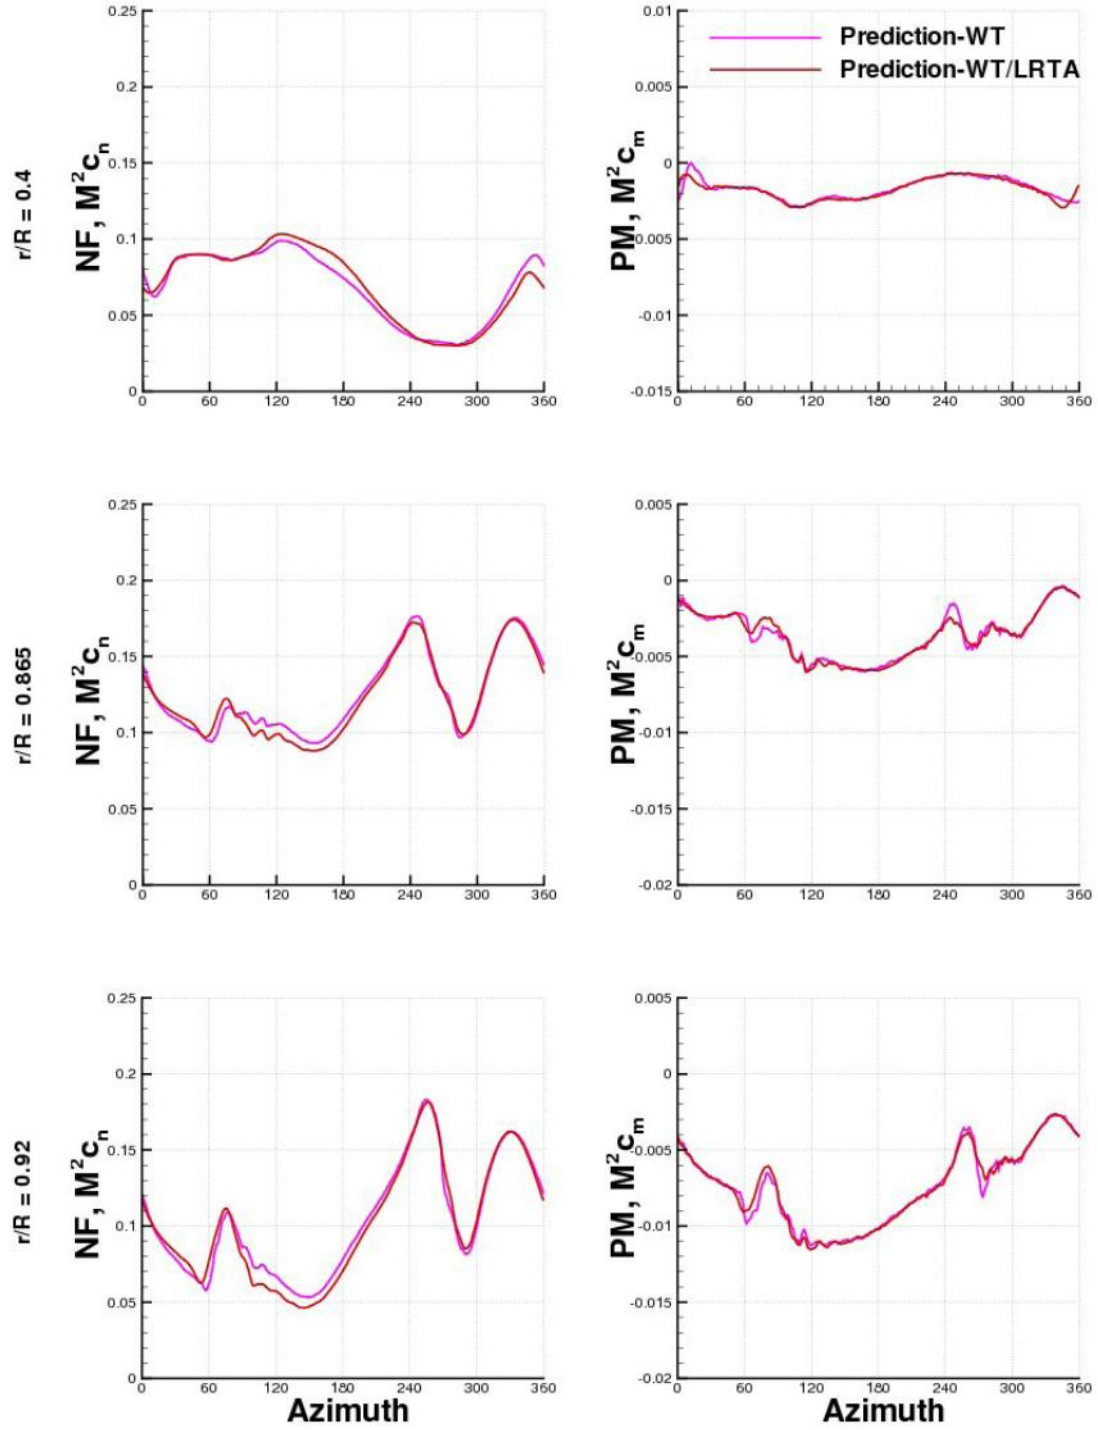 0.25
0.2
0.15
0.1
0.05
0
0 60 120 180 240 300 360
r/R = 0.4
NF, M²cₙ
0.01
0.005
0
-0.005
-0.01
-0.015
0 60 120 180 240 300 360
PM, M²cₘ
Prediction-WT
Prediction-WT/LRTA
0.25
0.2
0.15
0.1
0.05
0
0 60 120 180 240 300 360
r/R = 0.865
NF, M²cₙ
0.005
0
-0.005
-0.01
-0.015
-0.02
0 60 120 180 240 300 360
PM, M²cₘ
0.25
0.2
0.15
0.1
0.05
0
0 60 120 180 240 300 360
r/R = 0.92
NF, M²cₙ
Azimuth
0.005
0
-0.005
-0.01
-0.015
-0.02
0 60 120 180 240 300 360
PM, M²cₘ
Azimuth